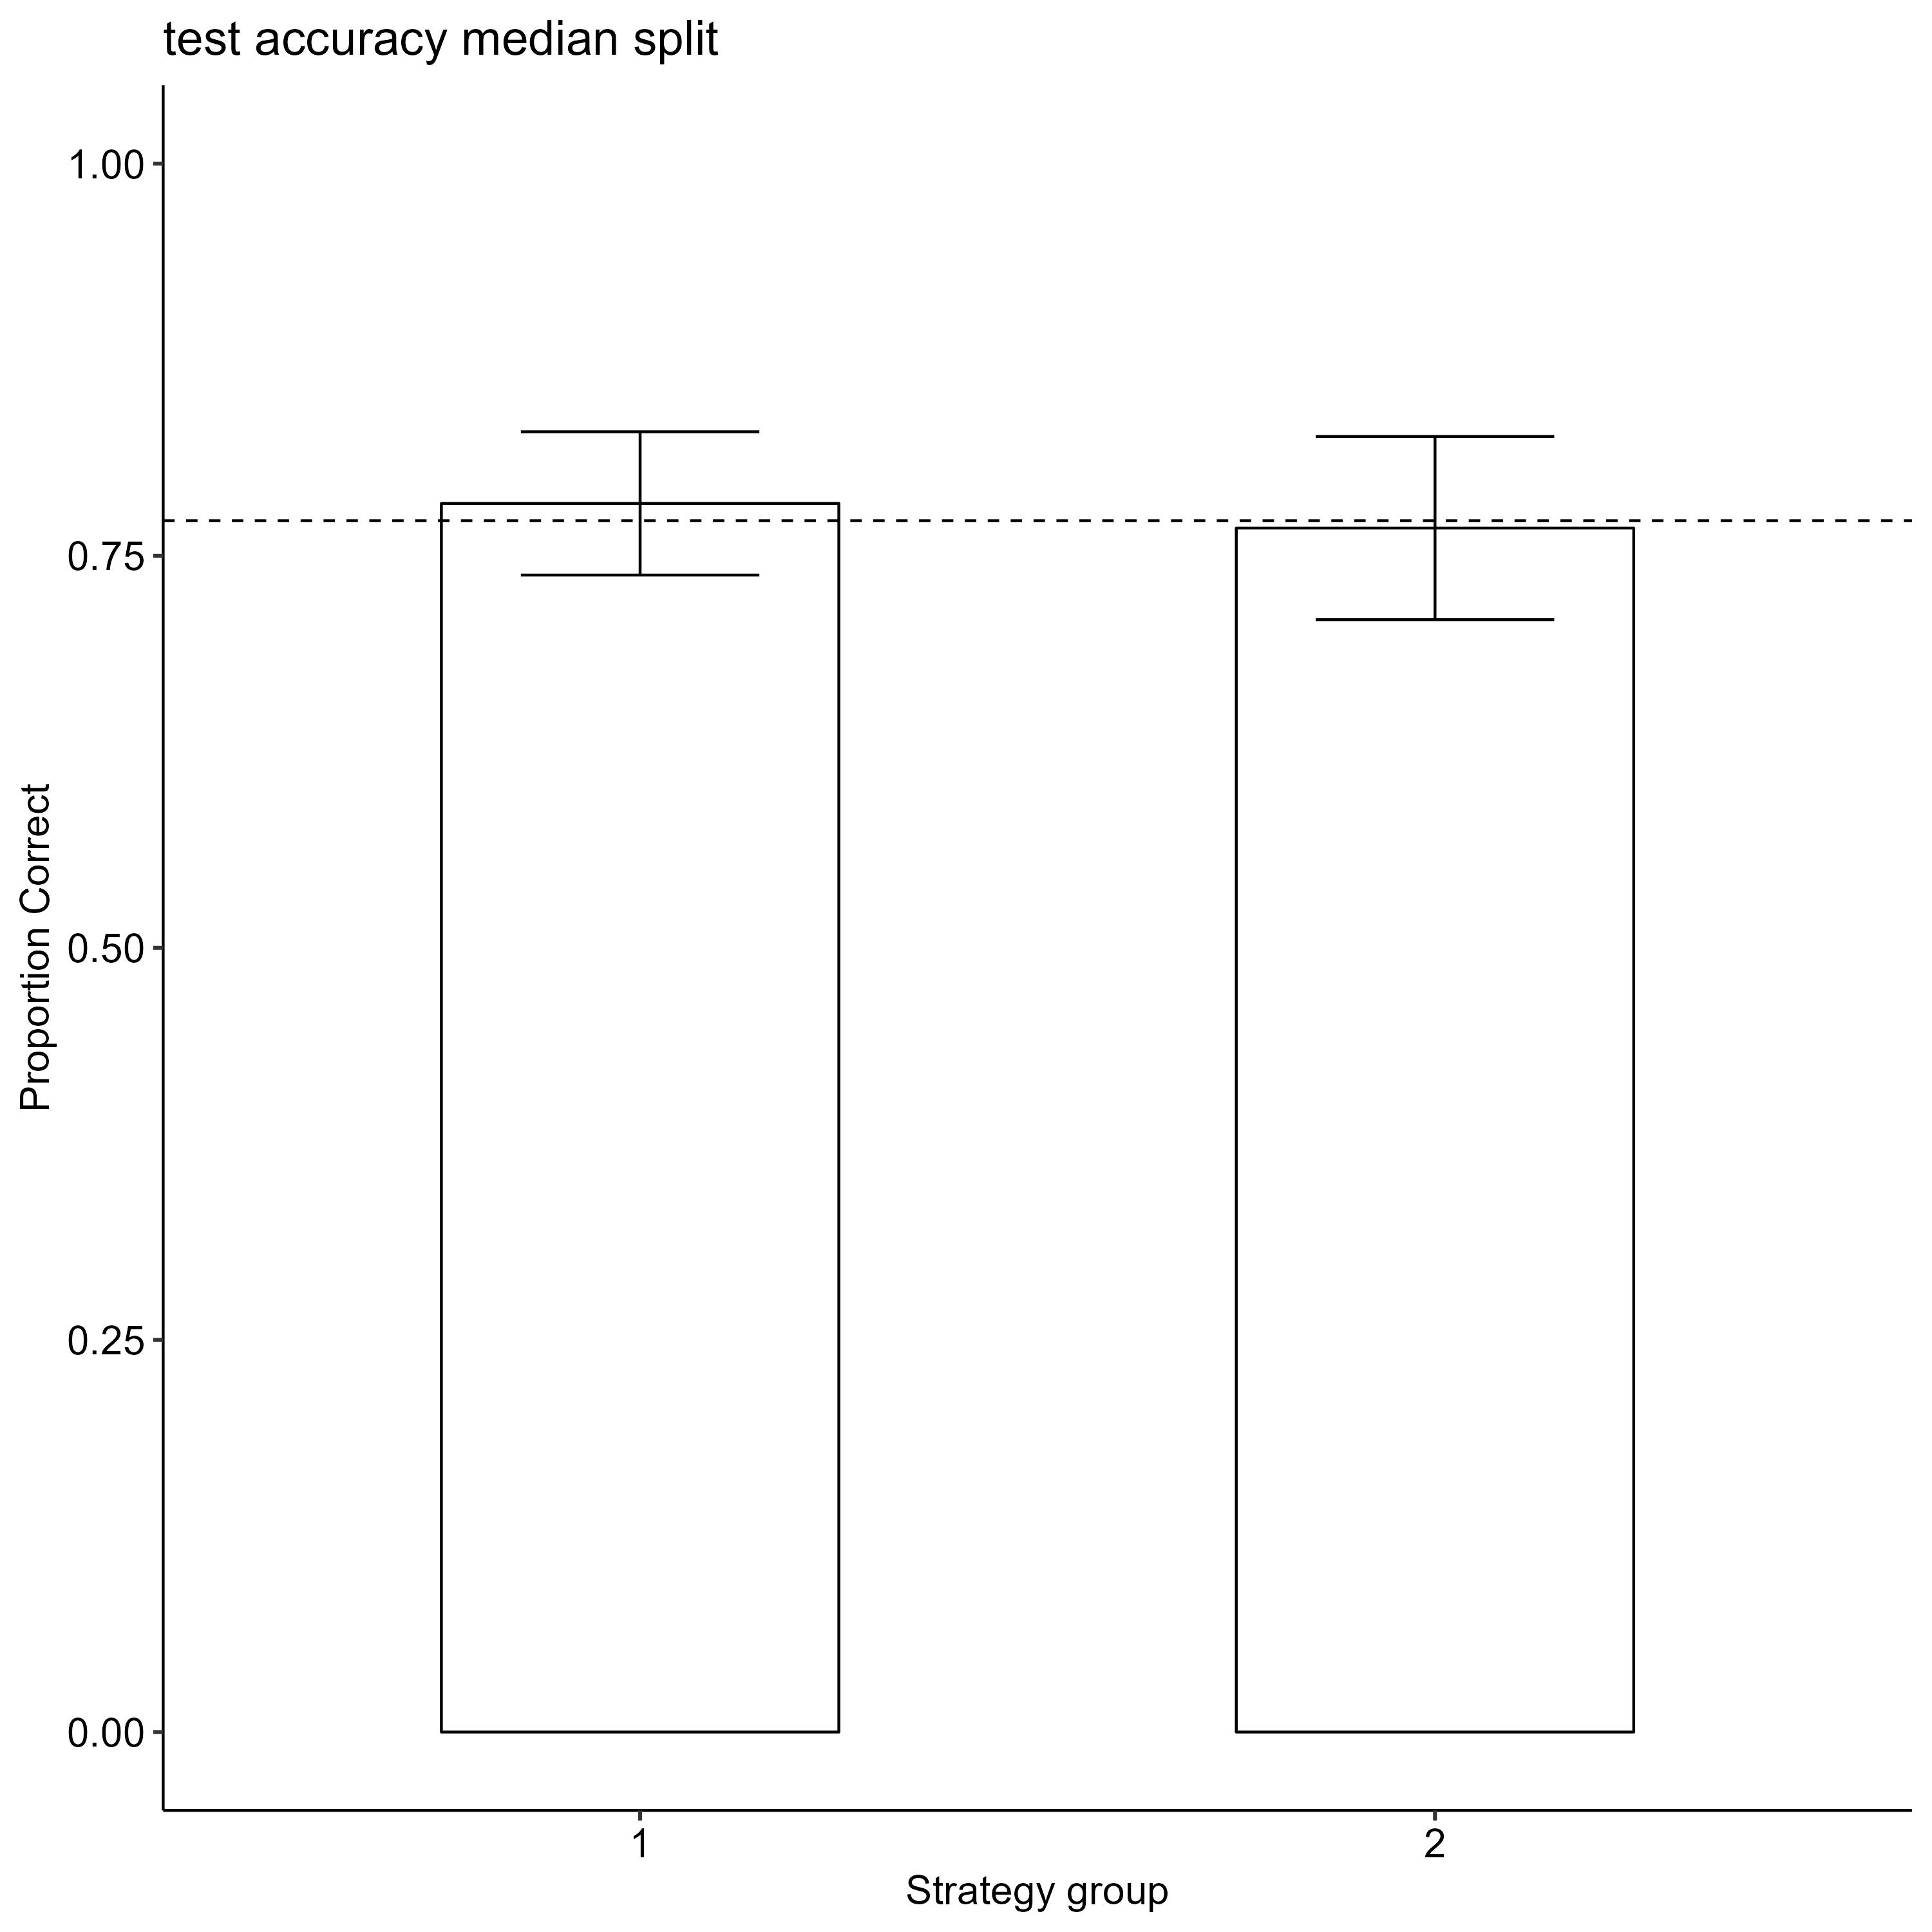 test accuracy median split
1.00
0.75
0.50
0.25
0.00
Proportion Correct
1
2
Strategy group